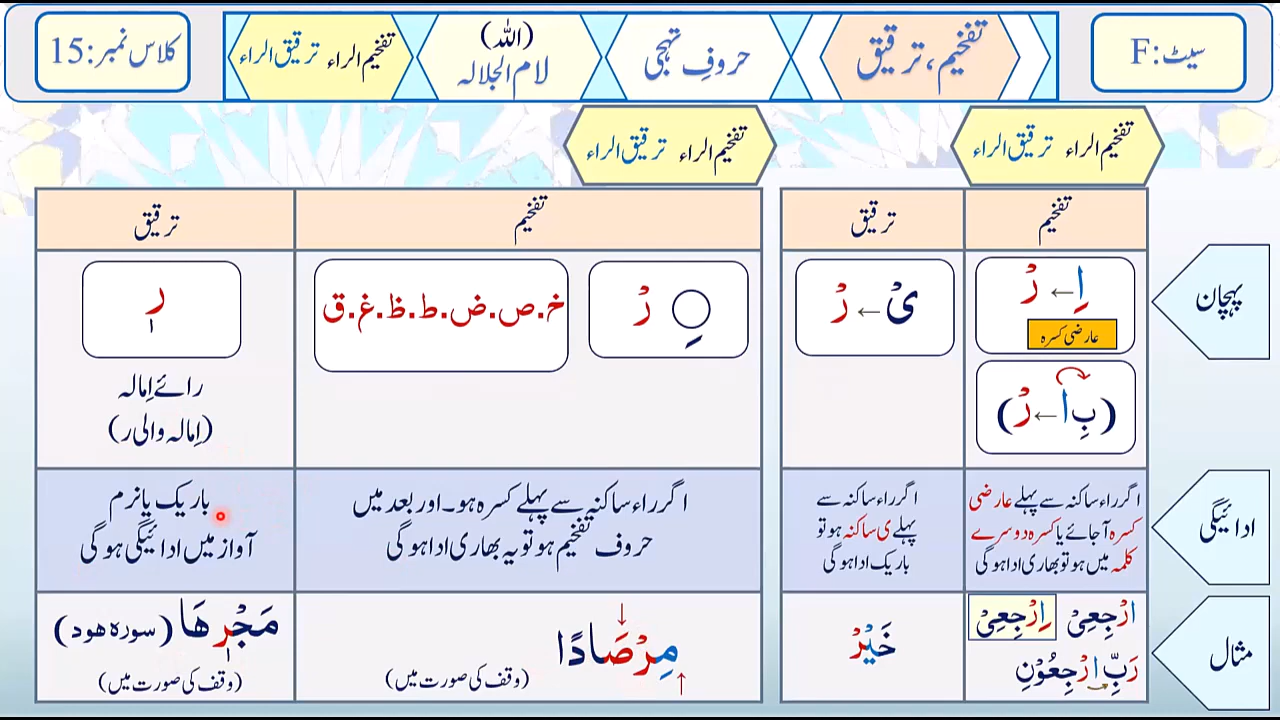 سیٹ: F
تفخیم، ترقیق
حروفِ تہجی
(اللہ)
لام الجلالہ
تفخیم الراء ترقیق الراء
کلاس نمبر: 15
تفخیم الراء ترقیق الراء
تفخیم الراء ترقیق الراء
تفخیم
ترقیق
تفخیم
ترقیق
پہچان
اِ ← رْ
عارضی کسرہ
(بِ ا ← رْ)
یْ ← رْ
◯ِ رْ
خ.ص.ض.ط.ظ.غ.ق
ر
رائے اِمالہ
(اِمالہ والی ر)
ادائیگی
اگر راء ساکنہ سے پہلے عارضی
کسرہ آجائے یا کسرہ دوسرے
کلمہ میں ہو تو بھاری ادا ہوگی
اگر راء ساکنہ سے
پہلے ی ساکنہ ہو تو
باریک ادا ہوگی
اگر راء ساکنہ سے پہلے کسرہ ہو۔ اور بعد میں
حروف تفخیم ہو تو یہ بھاری ادا ہوگی
باریک یا نرم
آواز میں ادائیگی ہوگی
مثال
ارْجِعِیْ اِرْجِعِیْ
رَبِّ ارْجِعُوْنِ
خَیْرْ
مِرْصَادًا
(وقف کی صورت میں)
مَجْرٖهَا (سورہ ھود)
(وقف کی صورت میں)